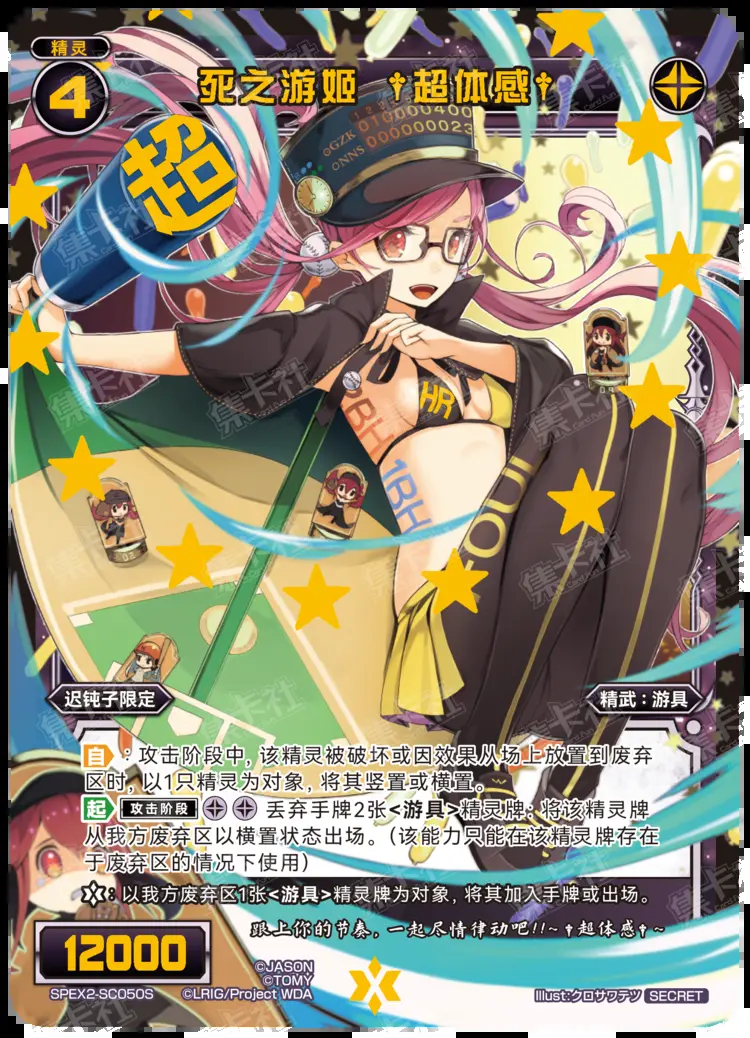 精灵
4
死之游姬 †超体感†
超
GZK 010000400
NNS 000000023
HR
BH 1BH
迟钝子限定
精武：游具
自：攻击阶段中，该精灵被破坏或因效果从场上放置到废弃
区时，以1只精灵为对象，将其竖置或横置。
起 攻击阶段 丢弃手牌2张<游具>精灵牌：将该精灵牌
从我方废弃区以横置状态出场。（该能力只能在该精灵牌存在
于废弃区的情况下使用）
：以我方废弃区1张<游具>精灵牌为对象，将其加入手牌或出场。
跟上你的节奏，一起尽情律动吧!!~†超体感†~
12000
©JASON
©TOMY
SPEX2-SC050S ©LRIG/Project WDA
Illust:クロサワテツ SECRET
集卡社